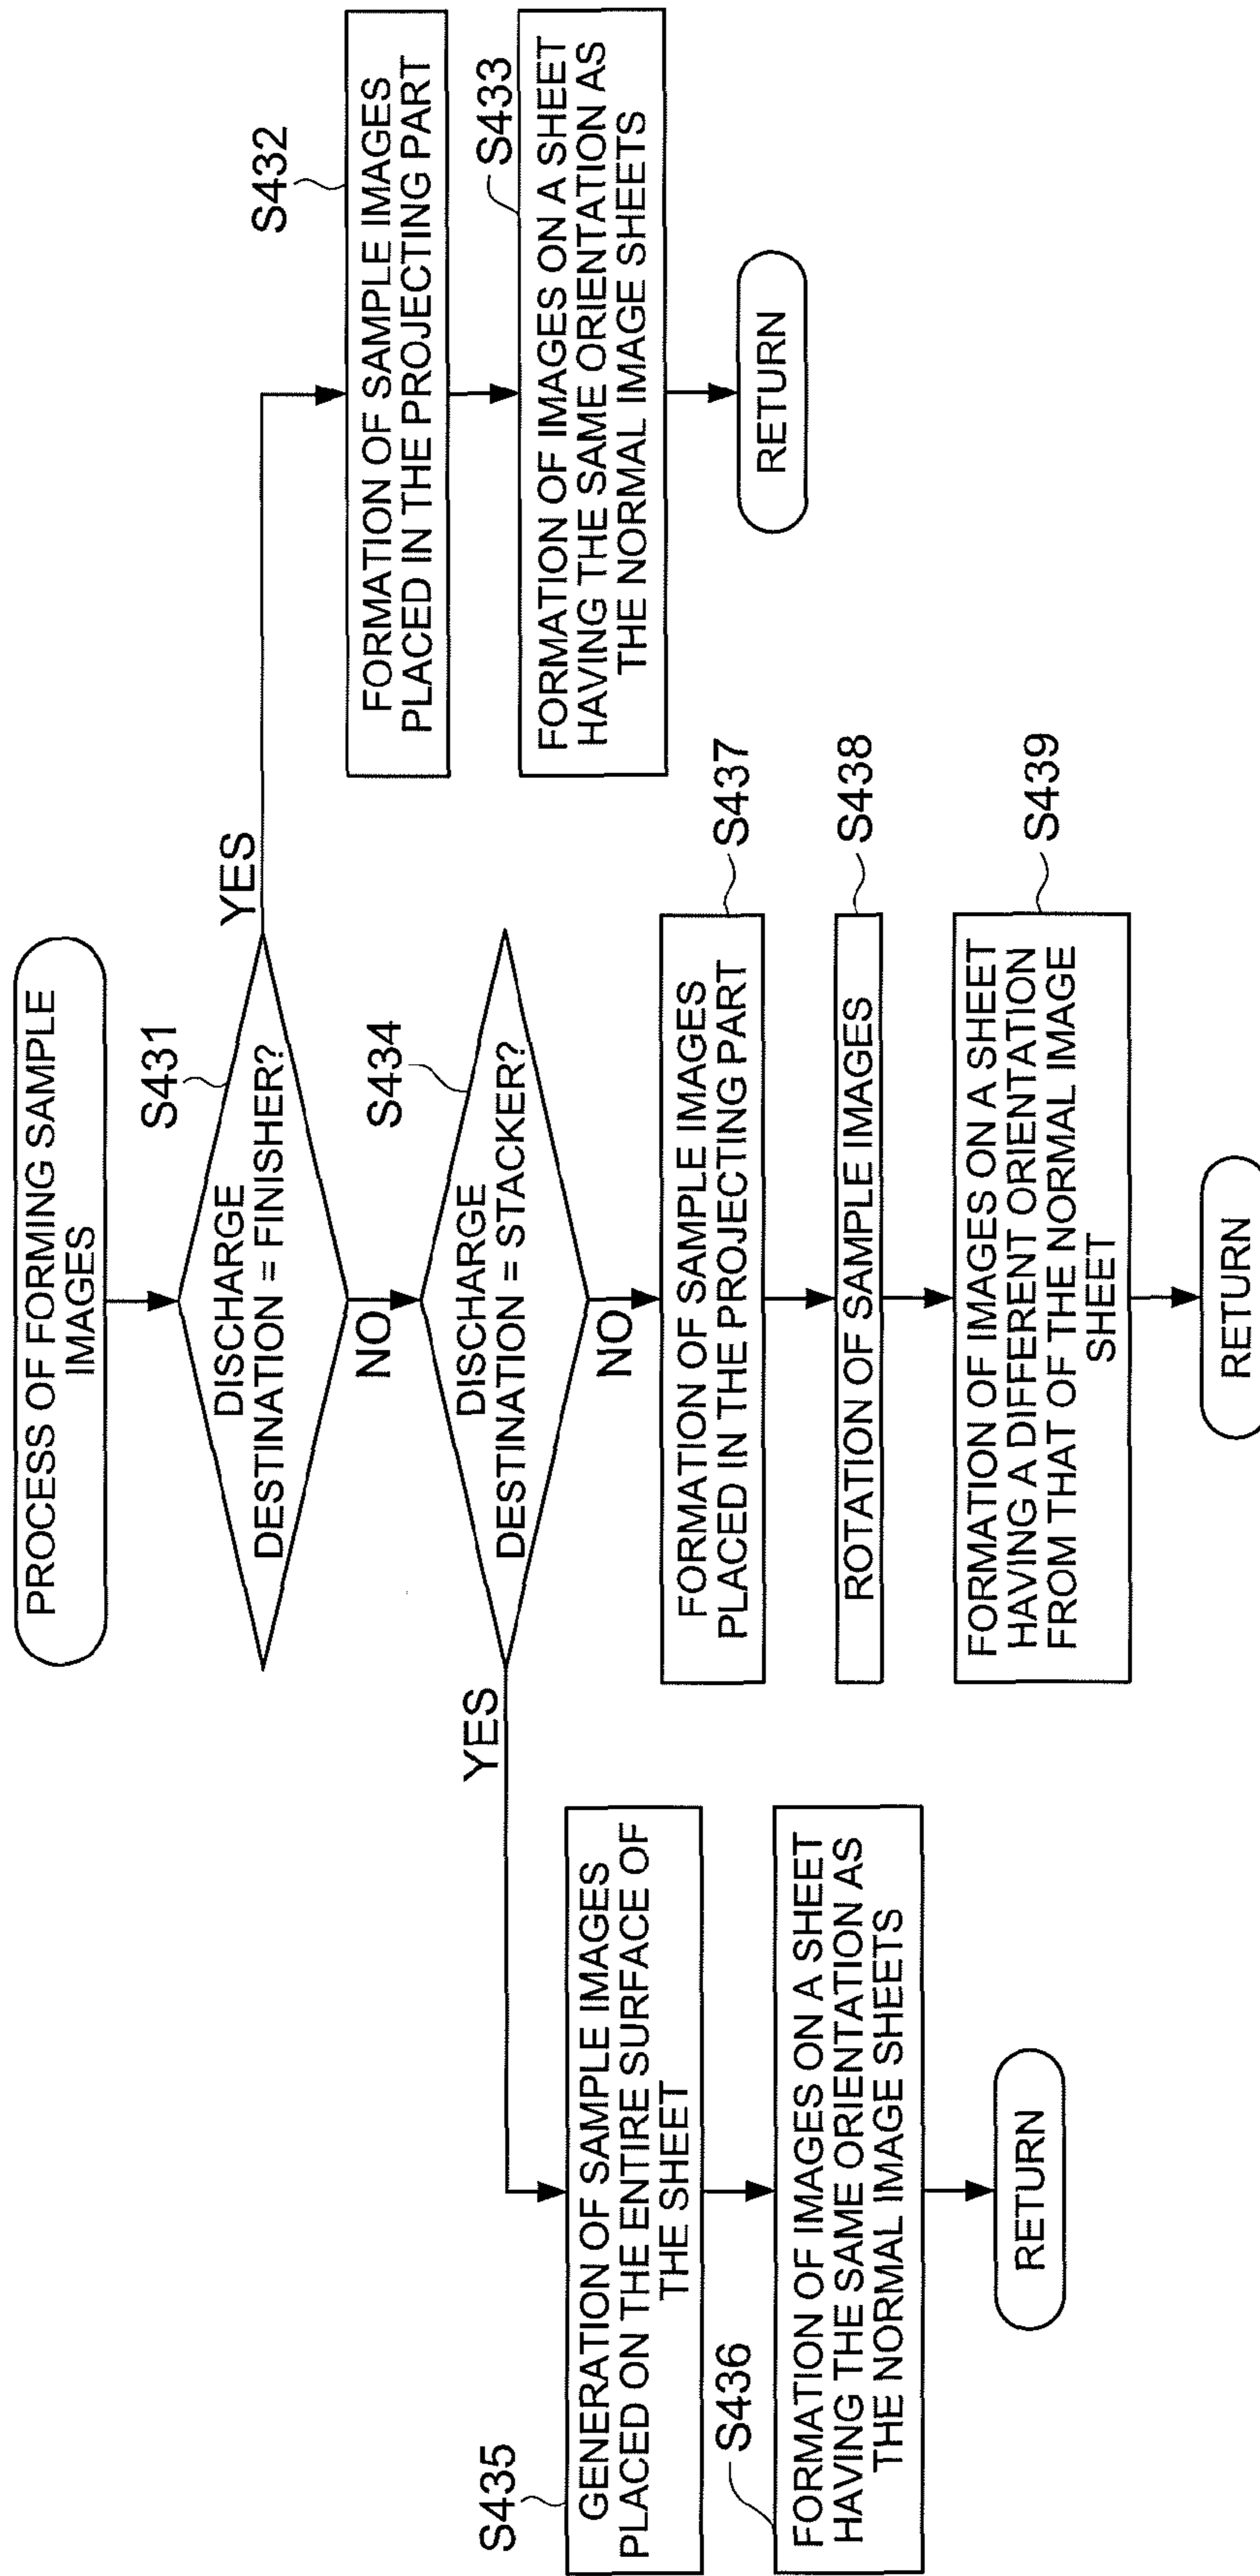 PROCESS OF FORMING SAMPLE
IMAGES
S431
DISCHARGE
DESTINATION = FINISHER?
YES
NO
S432
FORMATION OF SAMPLE IMAGES
PLACED IN THE PROJECTING PART
S433
FORMATION OF IMAGES ON A SHEET
HAVING THE SAME ORIENTATION AS
THE NORMAL IMAGE SHEETS
RETURN
S434
DISCHARGE
DESTINATION = STACKER?
YES
NO
S435
GENERATION OF SAMPLE IMAGES
PLACED ON THE ENTIRE SURFACE OF
THE SHEET
S436
FORMATION OF IMAGES ON A SHEET
HAVING THE SAME ORIENTATION AS
THE NORMAL IMAGE SHEETS
RETURN
S437
FORMATION OF SAMPLE IMAGES
PLACED IN THE PROJECTING PART
S438
ROTATION OF SAMPLE IMAGES
S439
FORMATION OF IMAGES ON A SHEET
HAVING A DIFFERENT ORIENTATION
FROM THAT OF THE NORMAL IMAGE
SHEET
RETURN